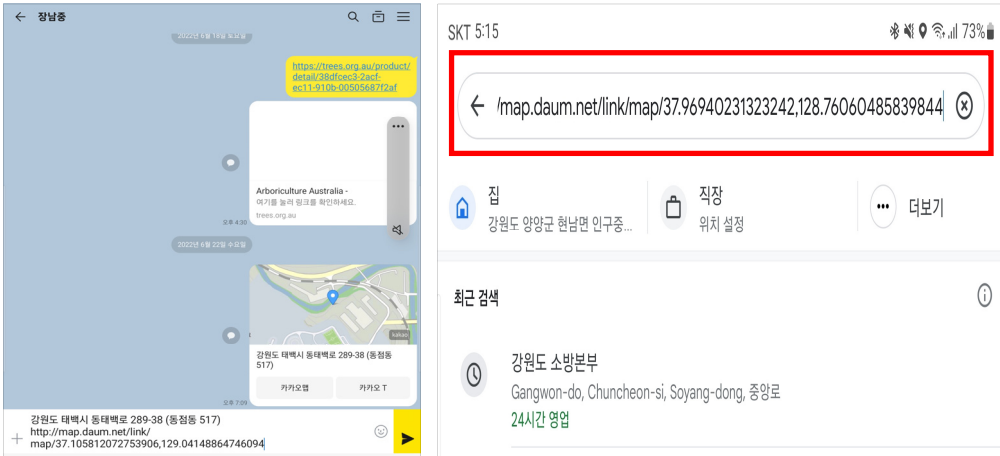 장남중
2022년 6월 18일 토요일
https://trees.org.au/product/
detail/38dfcec3-2acf-
ec11-910b-00505687f2af
Arboriculture Australia -
여기를 눌러 링크를 확인하세요.
trees.org.au
오후 4:30
2022년 6월 22일 수요일
kakao
강원도 태백시 동태백로 289-38 (동점동
517)
카카오맵
카카오 T
오후 7:09
강원도 태백시 동태백로 289-38 (동점동 517)
http://map.daum.net/link/
map/37.105812072753906,129.04148864746094
SKT 5:15
73%
/map.daum.net/link/map/37.96940231323242,128.76060485839844
집
강원도 양양군 현남면 인구중...
직장
위치 설정
더보기
최근 검색
강원도 소방본부
Gangwon-do, Chuncheon-si, Soyang-dong, 중앙로
24시간 영업